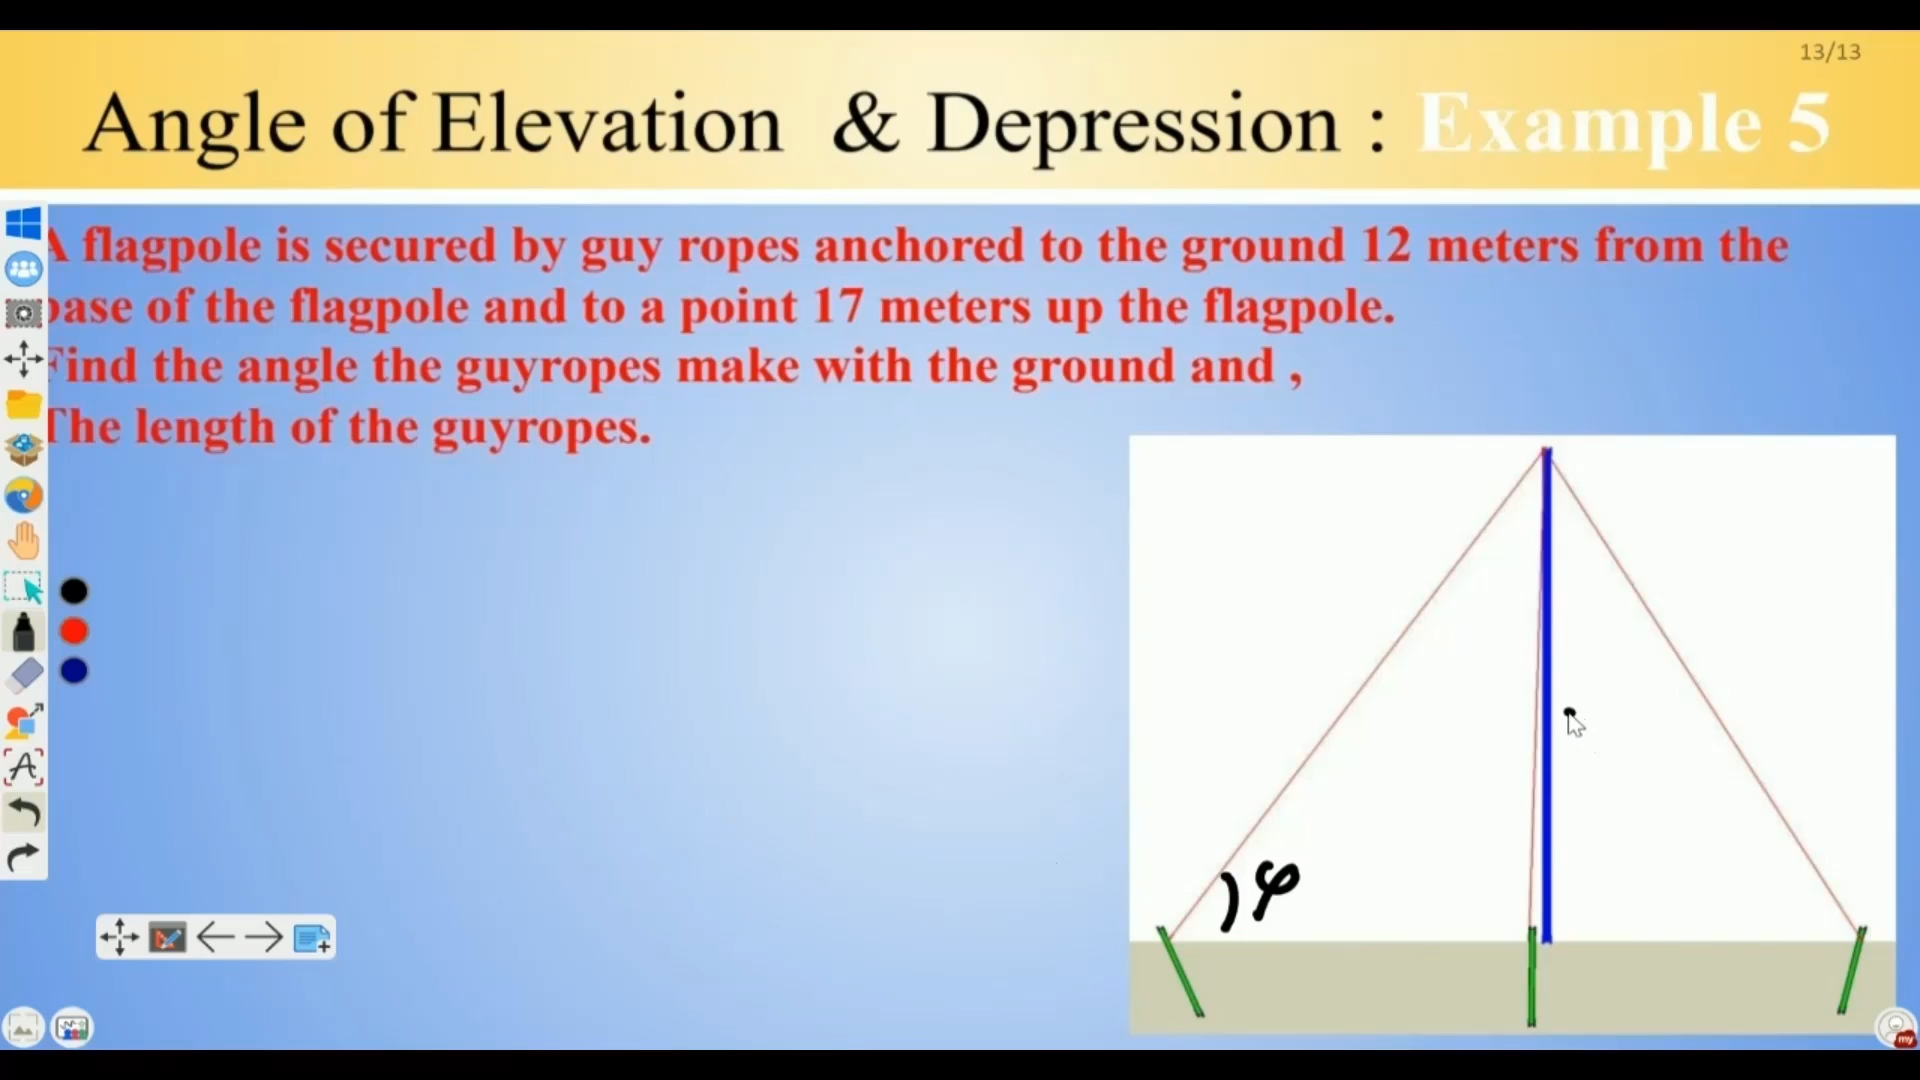 13/13
Angle of Elevation & Depression : Example 5
A flagpole is secured by guy ropes anchored to the ground 12 meters from the
base of the flagpole and to a point 17 meters up the flagpole.
Find the angle the guyropes make with the ground and ,
The length of the guyropes.
φ
my